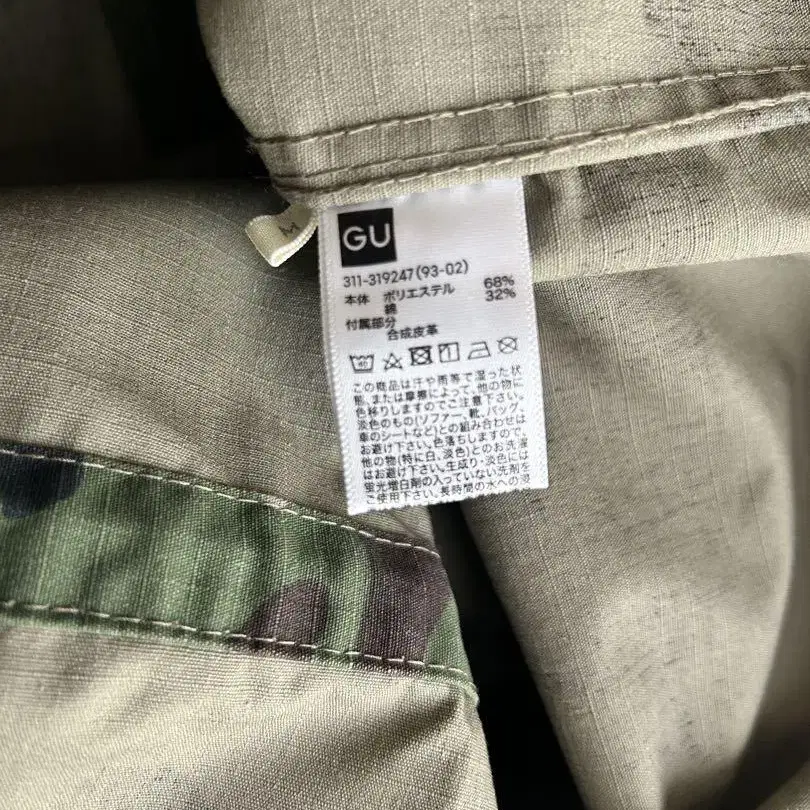 M
GU
311-319247(93-02)
本体 ポリエステル 68%
綿 32%
付属部分
合成皮革
40
この商品は汗や雨等で湿った状
態、または摩擦によって、他の物に
色移りしますのでご注意下さい。
淡色のもの(ソファー、靴、バッグ、
車のシートなど)との組み合わせは
お避け下さい。色落ちしますので、
他の物(特に白、淡色)とのお洗濯
はお避け下さい。生成り、淡色には
蛍光増白剤の入っていない洗剤を
ご使用下さい。長時間の水への浸